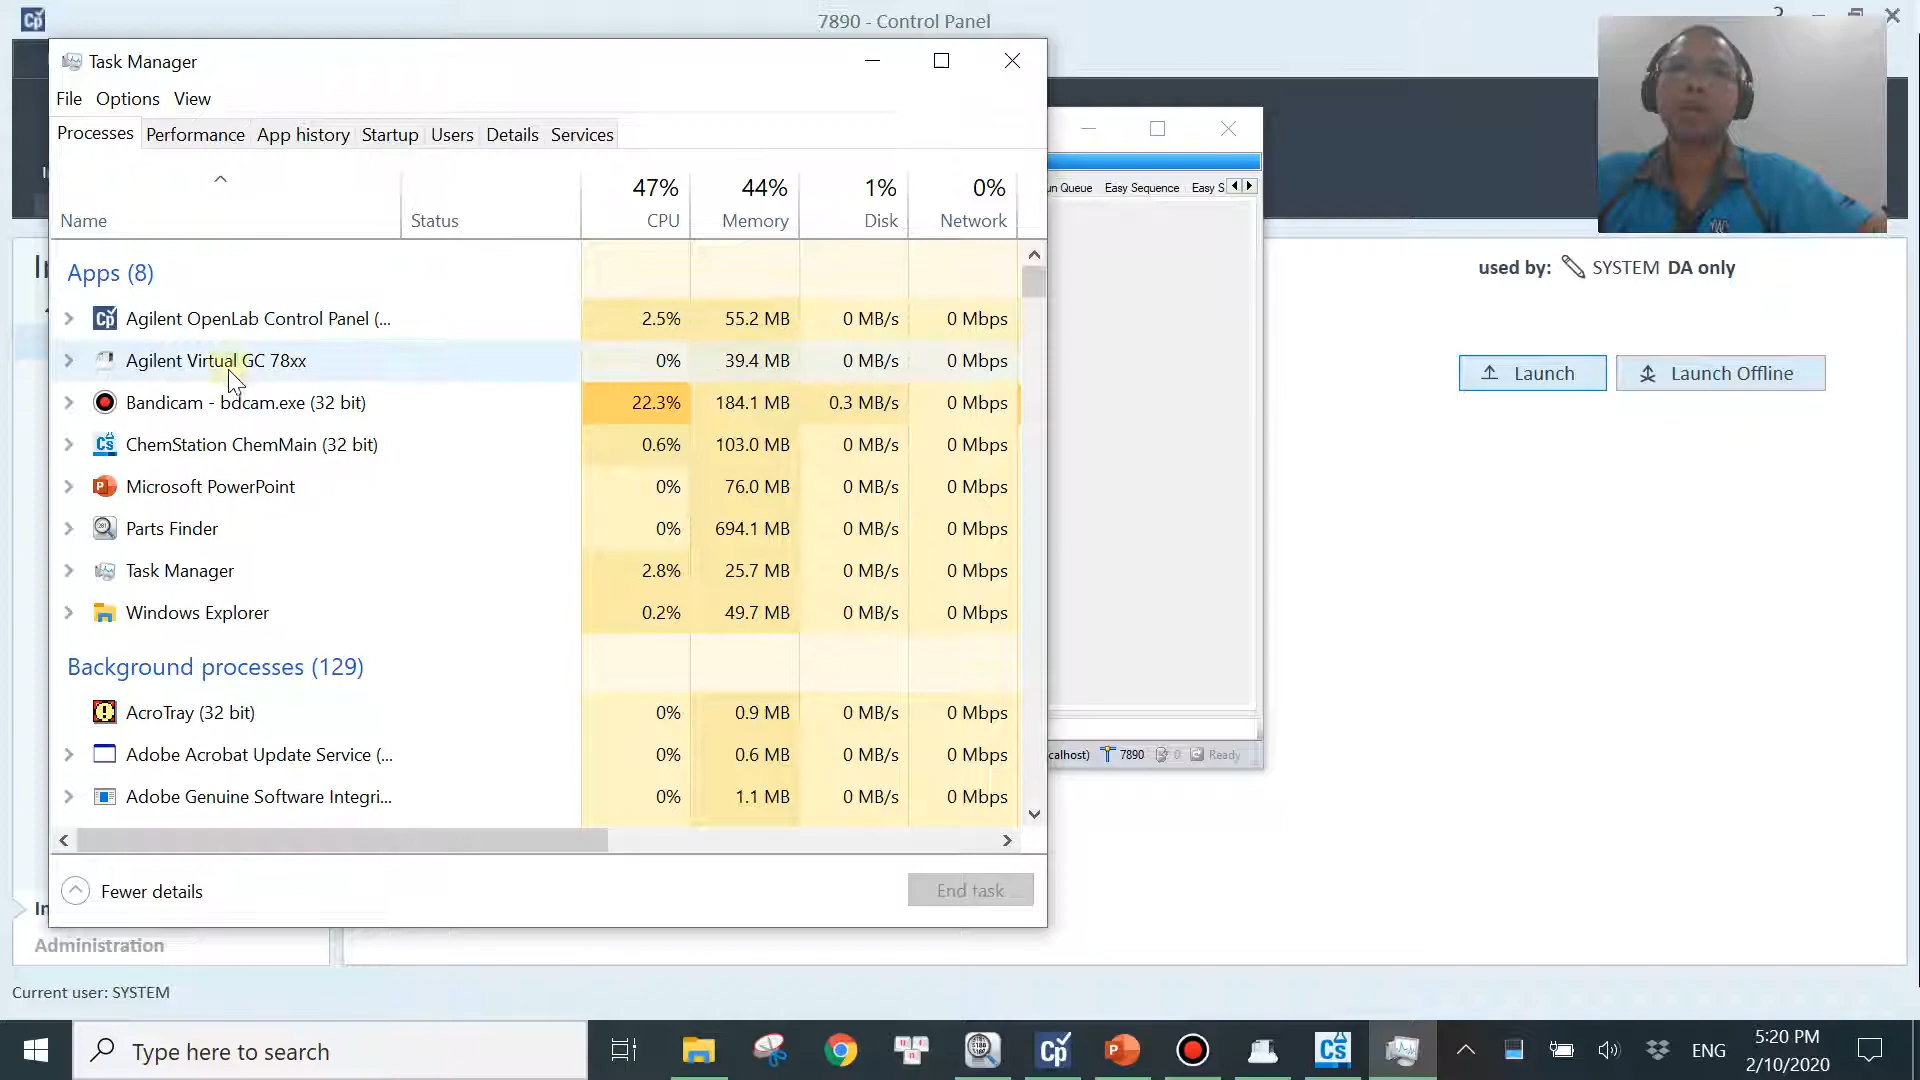 7890 - Control Panel
Task Manager
File Options View
Processes Performance App history Startup Users Details Services
47% 44% 1% 0%
Name Status CPU Memory Disk Network
Apps (8)
Agilent OpenLab Control Panel (... 2.5% 55.2 MB 0 MB/s 0 Mbps
Agilent Virtual GC 78xx 0% 39.4 MB 0 MB/s 0 Mbps
Bandicam - bdcam.exe (32 bit) 22.3% 184.1 MB 0.3 MB/s 0 Mbps
ChemStation ChemMain (32 bit) 0.6% 103.0 MB 0 MB/s 0 Mbps
Microsoft PowerPoint 0% 76.0 MB 0 MB/s 0 Mbps
Parts Finder 0% 694.1 MB 0 MB/s 0 Mbps
Task Manager 2.8% 25.7 MB 0 MB/s 0 Mbps
Windows Explorer 0.2% 49.7 MB 0 MB/s 0 Mbps
Background processes (129)
AcroTray (32 bit) 0% 0.9 MB 0 MB/s 0 Mbps
Adobe Acrobat Update Service (... 0% 0.6 MB 0 MB/s 0 Mbps
Adobe Genuine Software Integri... 0% 1.1 MB 0 MB/s 0 Mbps
Fewer details End task
un Queue Easy Sequence Easy S
calhost) 7890 0 Ready
used by: SYSTEM DA only
Launch Launch Offline
In
Administration
Current user: SYSTEM
Type here to search
ENG
5:20 PM
2/10/2020